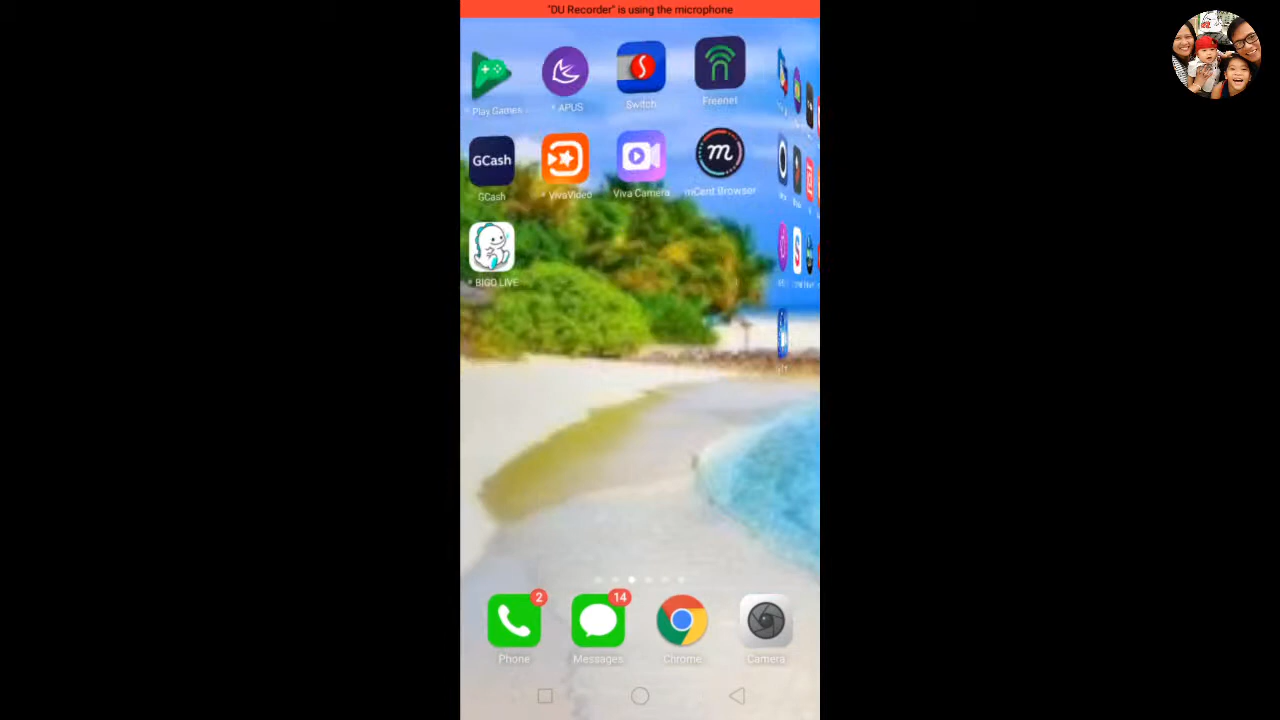 "DU Recorder" is using the microphone
Play Games
APUS
Switch
Freenet
GCash
GCash
VivaVideo
Viva Camera
m
mCent Browser
BIGO LIVE
2
14
Phone
Messages
Chrome
Camera